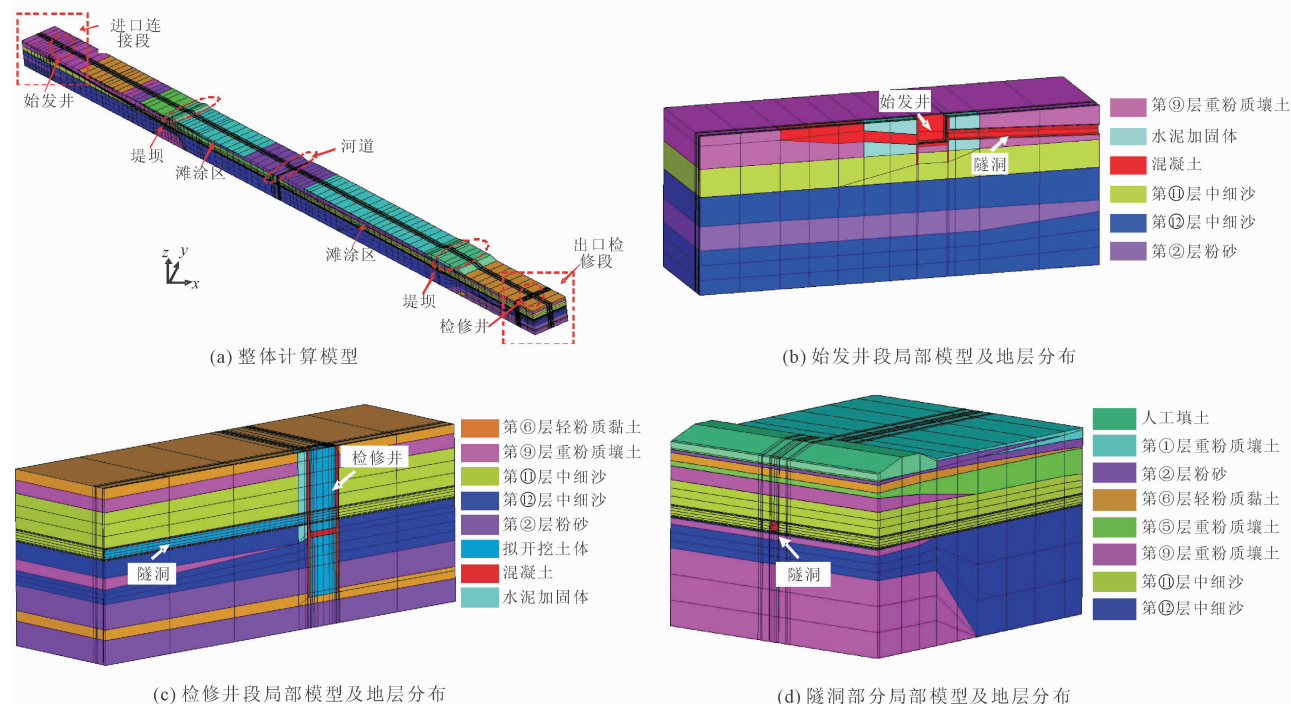 进口连
接段
始发井
堤坝
滩涂区
河道
滩涂区
堤坝
出口检
修段
检修井
z
y
x
(a) 整体计算模型
始发井
隧洞
第⑨层重粉质壤土
水泥加固体
混凝土
第⑪层中细沙
第⑫层中细沙
第②层粉砂
(b) 始发井段局部模型及地层分布
检修井
隧洞
第⑥层轻粉质黏土
第⑨层重粉质壤土
第⑪层中细沙
第⑫层中细沙
第②层粉砂
拟开挖土体
混凝土
水泥加固体
(c) 检修井段局部模型及地层分布
隧洞
人工填土
第①层重粉质壤土
第②层粉砂
第⑥层轻粉质黏土
第⑤层重粉质壤土
第⑨层重粉质壤土
第⑪层中细沙
第⑫层中细沙
(d) 隧洞部分局部模型及地层分布